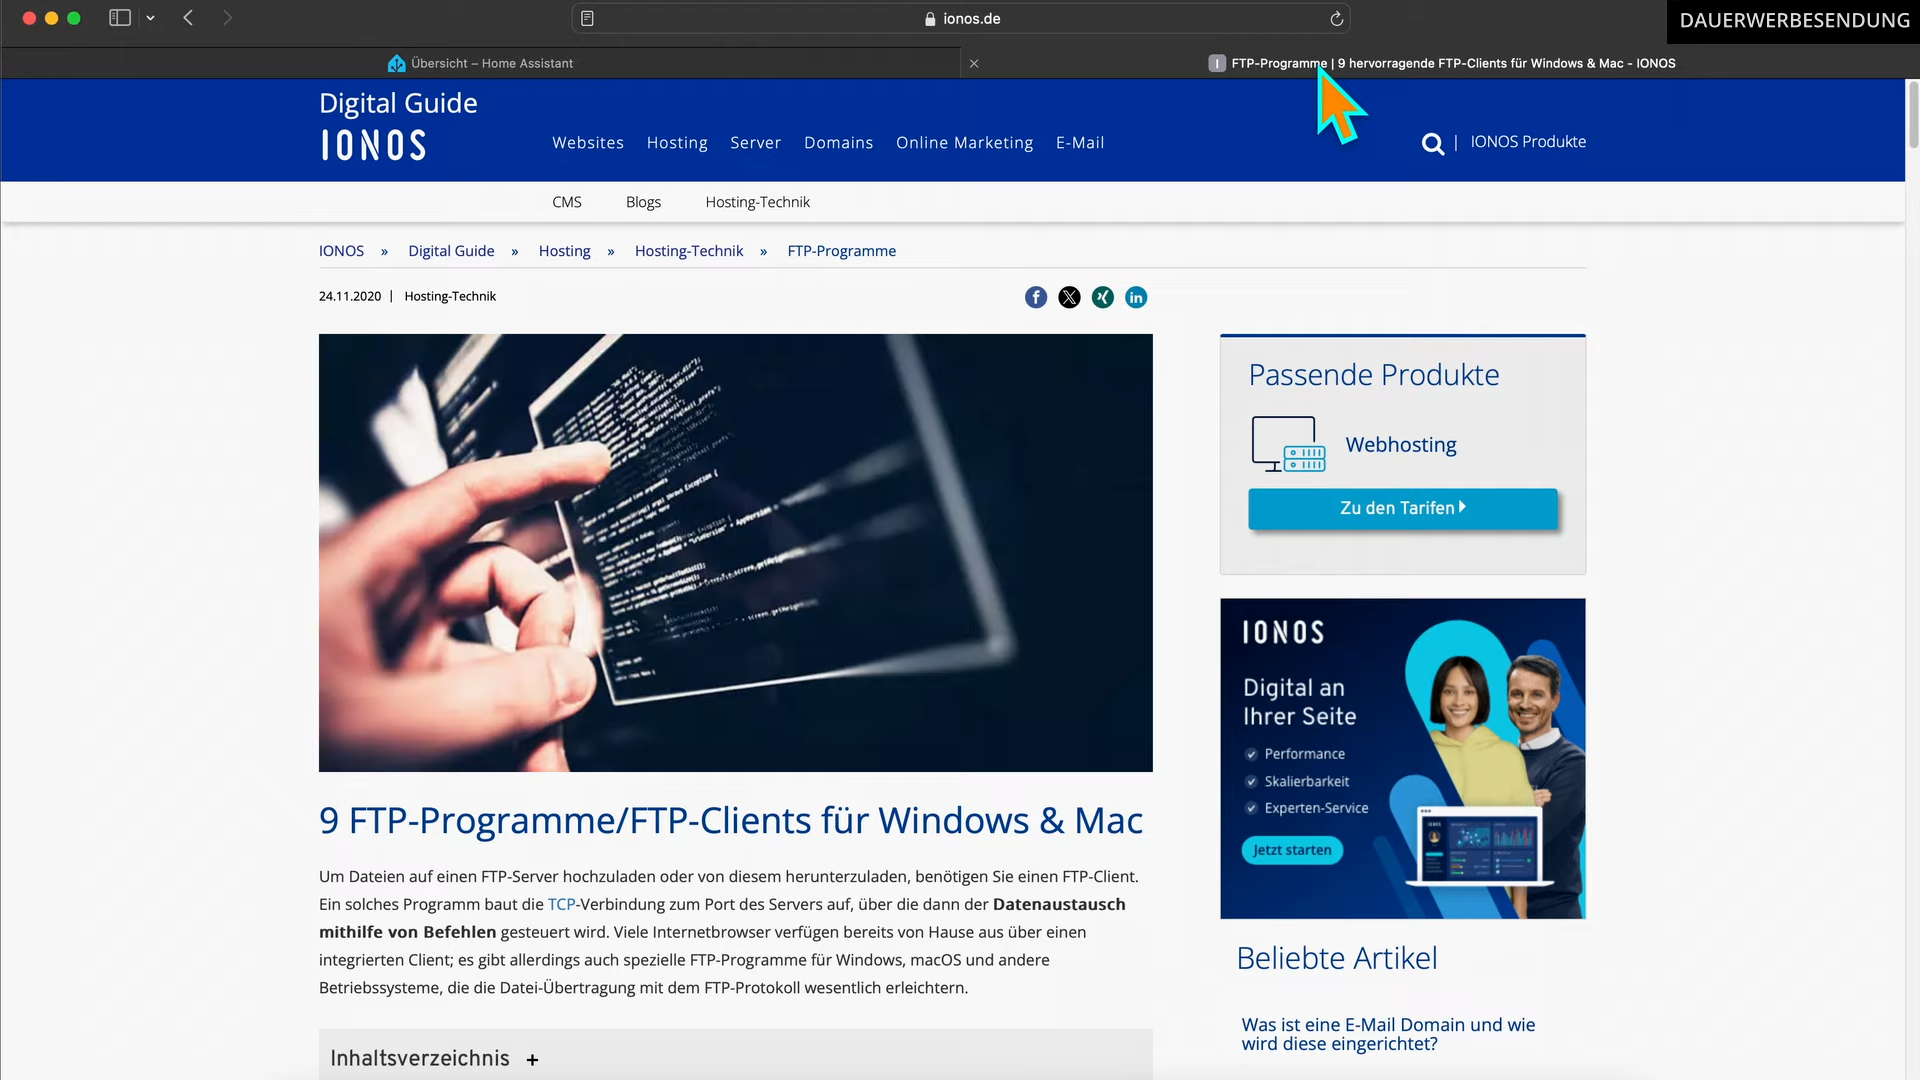 ionos.de
DAUERWERBESENDUNG
Übersicht – Home Assistant
I FTP-Programme | 9 hervorragende FTP-Clients für Windows & Mac - IONOS
Digital Guide
IONOS
Websites Hosting Server Domains Online Marketing E-Mail
| IONOS Produkte
CMS Blogs Hosting-Technik
IONOS » Digital Guide » Hosting » Hosting-Technik » FTP-Programme
24.11.2020 | Hosting-Technik
9 FTP-Programme/FTP-Clients für Windows & Mac
Um Dateien auf einen FTP-Server hochzuladen oder von diesem herunterzuladen, benötigen Sie einen FTP-Client.
Ein solches Programm baut die TCP-Verbindung zum Port des Servers auf, über die dann der Datenaustausch
mithilfe von Befehlen gesteuert wird. Viele Internetbrowser verfügen bereits von Hause aus über einen
integrierten Client; es gibt allerdings auch spezielle FTP-Programme für Windows, macOS und andere
Betriebssysteme, die die Datei-Übertragung mit dem FTP-Protokoll wesentlich erleichtern.
Inhaltsverzeichnis +
Passende Produkte
Webhosting
Zu den Tarifen
IONOS
Digital an
Ihrer Seite
Performance
Skalierbarkeit
Experten-Service
Jetzt starten
Beliebte Artikel
Was ist eine E-Mail Domain und wie
wird diese eingerichtet?